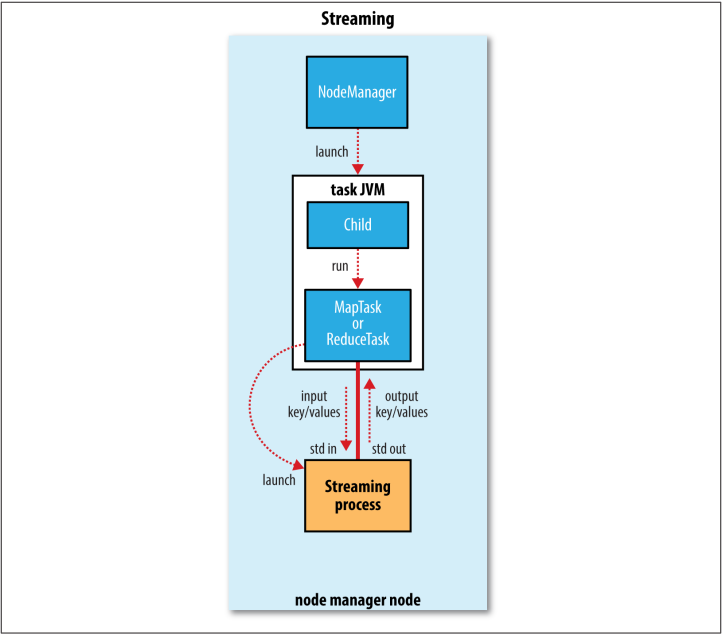 Streaming
NodeManager
launch
task JVM
Child
run
MapTask
or
ReduceTask
input
key/values
output
key/values
std in
std out
launch
Streaming
process
node manager node